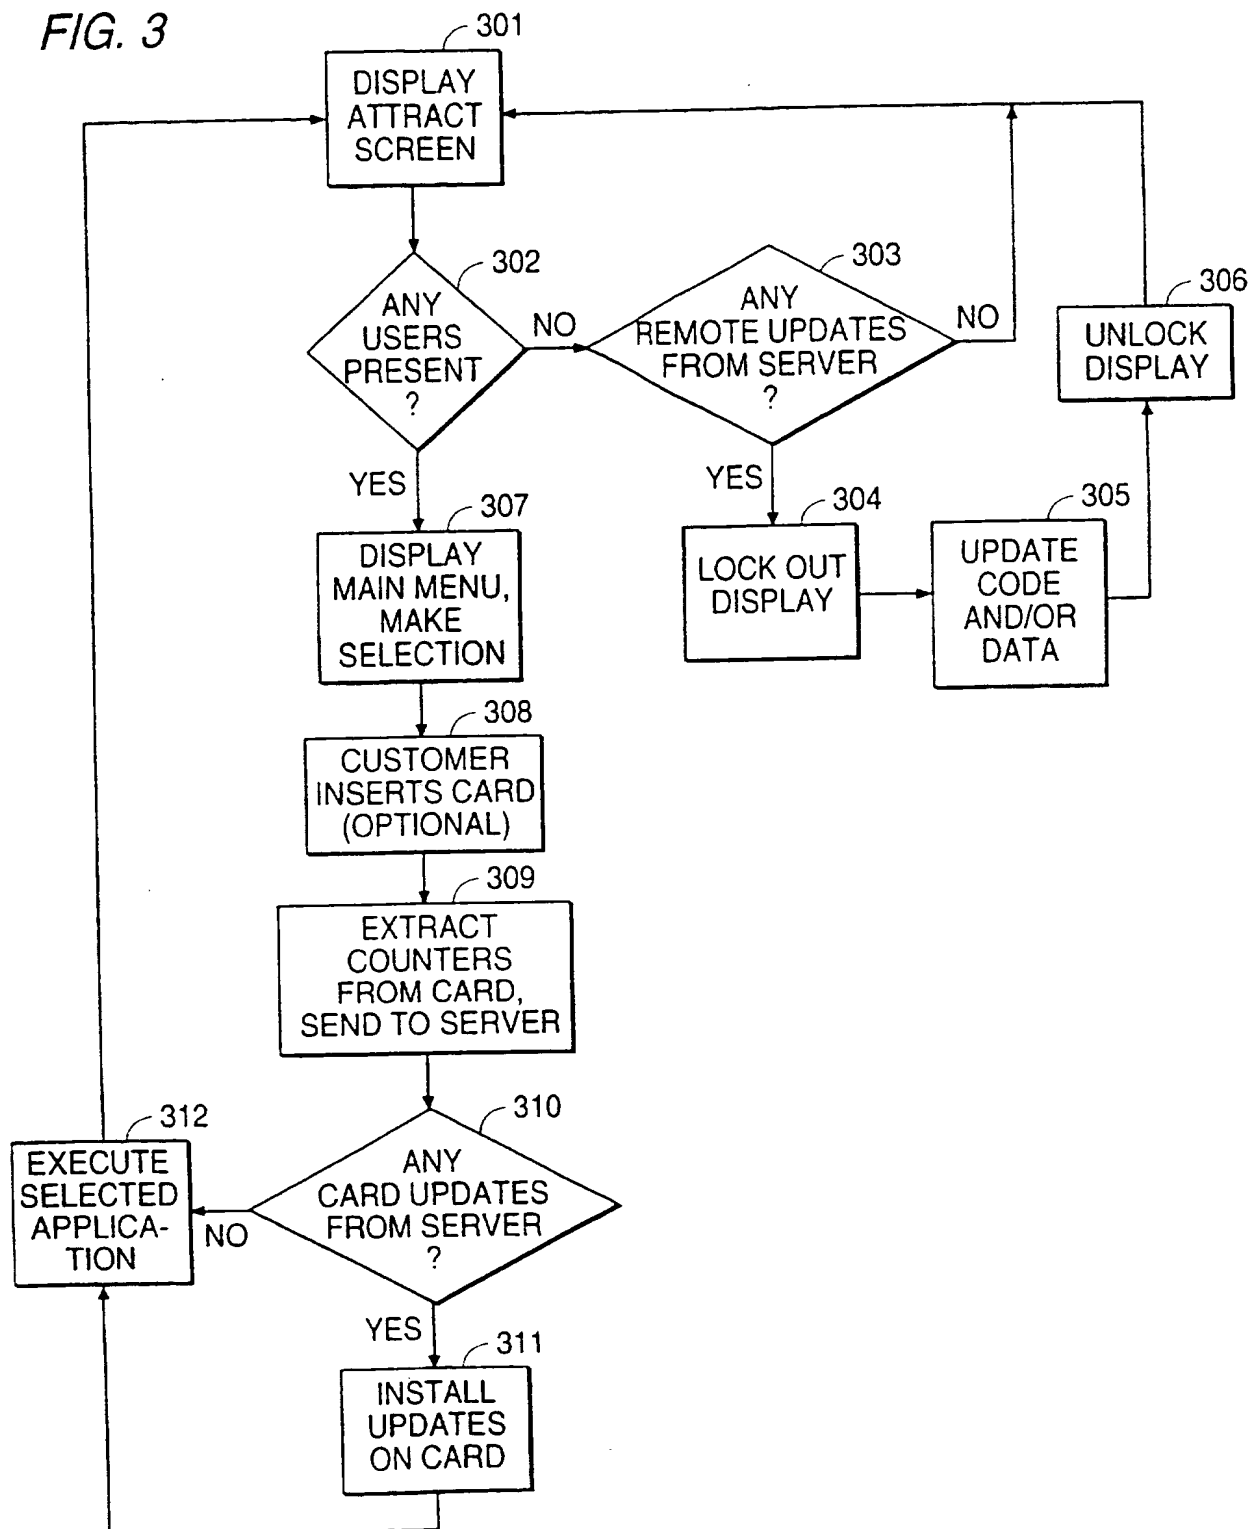 FIG. 3
301
DISPLAY
ATTRACT
SCREEN
302
ANY
USERS
PRESENT
?
NO
303
ANY
REMOTE UPDATES
FROM SERVER
?
NO
306
UNLOCK
DISPLAY
YES
YES
307
DISPLAY
MAIN MENU,
MAKE
SELECTION
304
LOCK OUT
DISPLAY
305
UPDATE
CODE
AND/OR
DATA
308
CUSTOMER
INSERTS CARD
(OPTIONAL)
309
EXTRACT
COUNTERS
FROM CARD,
SEND TO SERVER
310
ANY
CARD UPDATES
FROM SERVER
?
NO
312
EXECUTE
SELECTED
APPLICA-
TION
YES
311
INSTALL
UPDATES
ON CARD